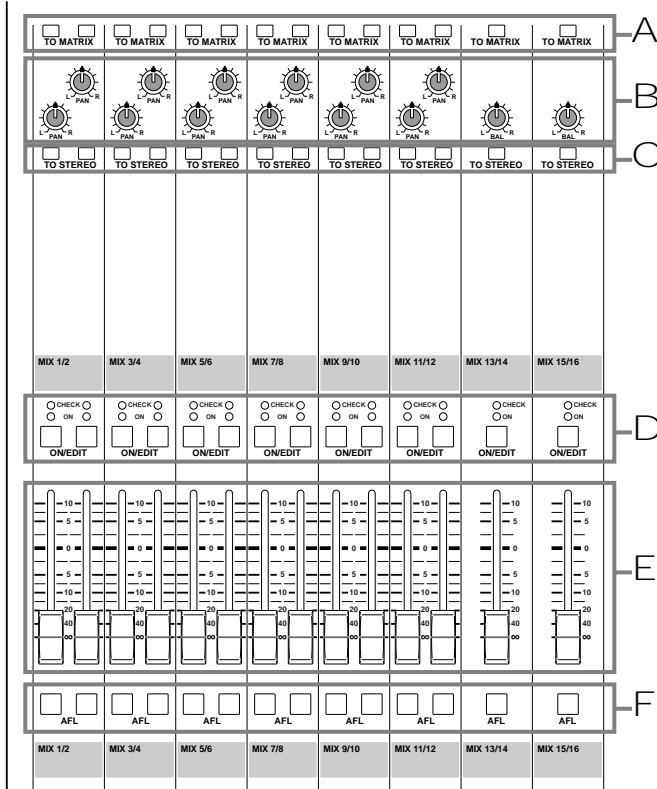 TO MATRIX TO MATRIX TO MATRIX TO MATRIX TO MATRIX TO MATRIX TO MATRIX TO MATRIX A
L PAN R L PAN R L PAN R L PAN R L PAN R L PAN R
B
L PAN R L PAN R L PAN R L PAN R L PAN R L PAN R L BAL R L BAL R
TO STEREO TO STEREO TO STEREO TO STEREO TO STEREO TO STEREO TO STEREO TO STEREO C
MIX 1/2 MIX 3/4 MIX 5/6 MIX 7/8 MIX 9/10 MIX 11/12 MIX 13/14 MIX 15/16
CHECK CHECK CHECK CHECK CHECK CHECK CHECK CHECK
ON ON ON ON ON ON ON ON D
ON/EDIT ON/EDIT ON/EDIT ON/EDIT ON/EDIT ON/EDIT ON/EDIT ON/EDIT
10 10 10 10 10 10 10 10
5 5 5 5 5 5 5 5
0 0 0 0 0 0 0 0
5 5 5 5 5 5 5 5 E
10 10 10 10 10 10 10 10
20 20 20 20 20 20 20 20
40 40 40 40 40 40 40 40
∞ ∞ ∞ ∞ ∞ ∞ ∞ ∞
F
AFL AFL AFL AFL AFL AFL AFL AFL
MIX 1/2 MIX 3/4 MIX 5/6 MIX 7/8 MIX 9/10 MIX 11/12 MIX 13/14 MIX 15/16